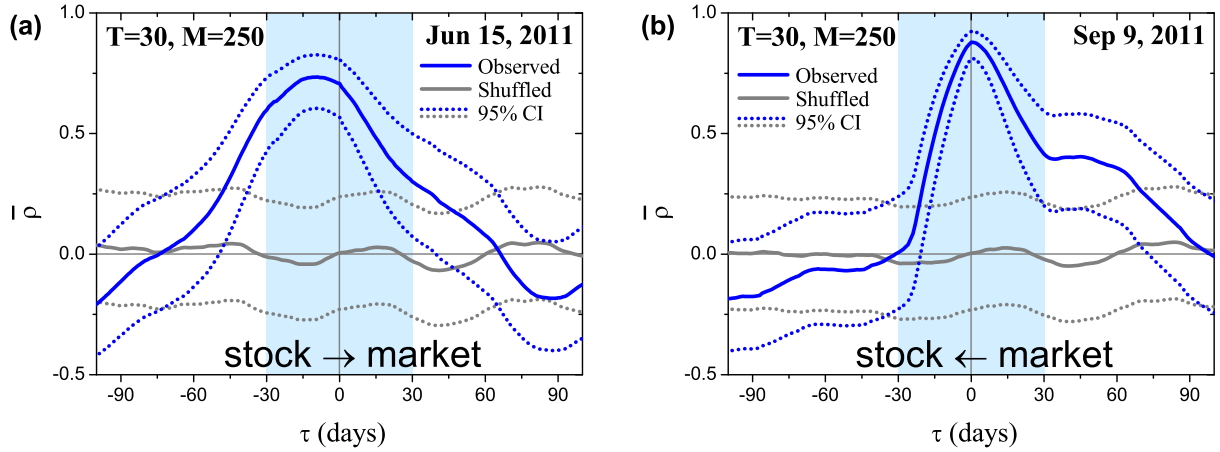 (a)
T=30, M=250
Jun 15, 2011
Observed
Shuffled
95% CI
1.0
0.5
0.0
-0.5
ρ̅
stock → market
-90 -60 -30 0 30 60 90
τ (days)
(b)
T=30, M=250
Sep 9, 2011
Observed
Shuffled
95% CI
1.0
0.5
0.0
-0.5
ρ̅
stock ← market
-90 -60 -30 0 30 60 90
τ (days)